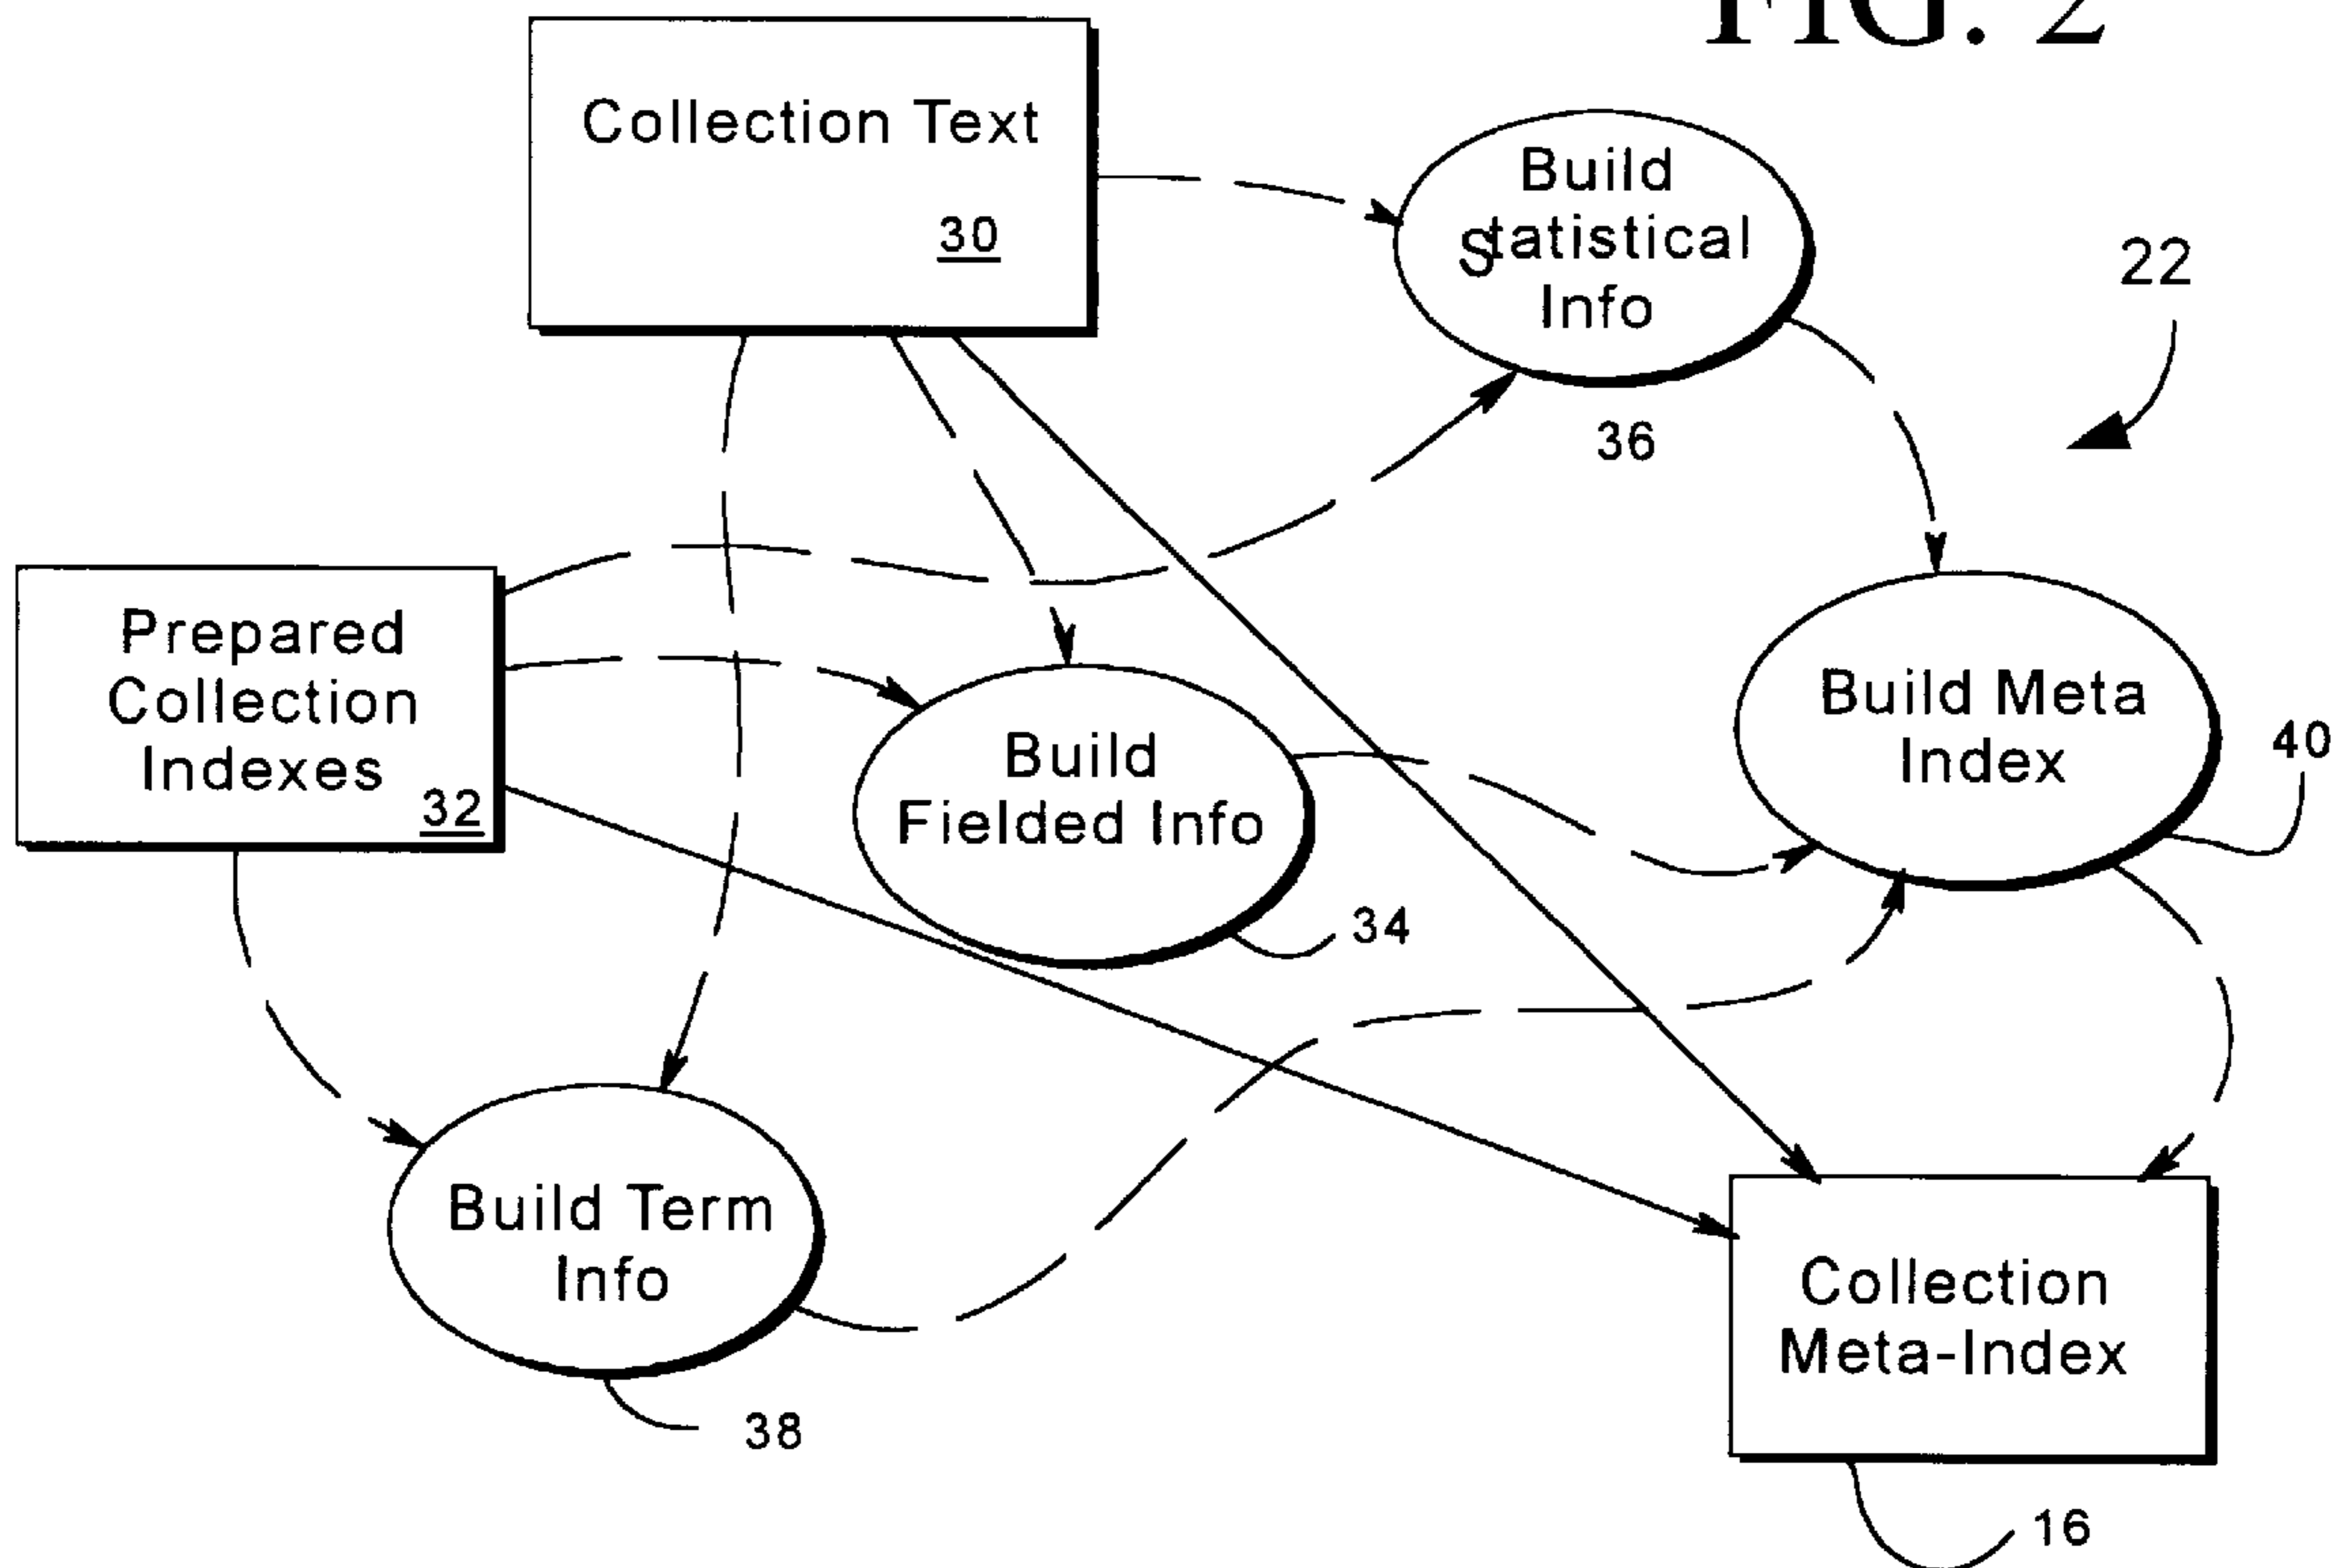 FIG. 2
Collection Text
30
Build
Statistical
Info
36
22
Prepared
Collection
Indexes
32
Build
Fielded Info
34
Build Meta
Index
40
Build Term
Info
38
Collection
Meta-Index
16